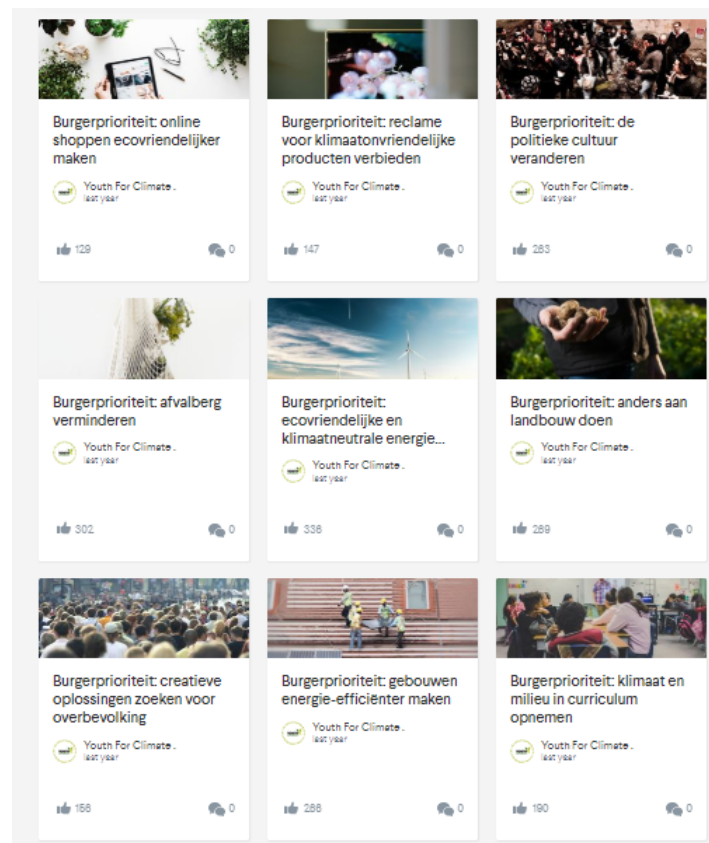 Burgerprioriteit: online
shoppen ecovriendelijker
maken
Youth For Climate .
last year
129
0
Burgerprioriteit: reclame
voor klimaatonvriendelijke
producten verbieden
Youth For Climate .
last year
147
0
Burgerprioriteit: de
politieke cultuur
veranderen
Youth For Climate .
last year
283
0
Burgerprioriteit: afvalberg
verminderen
Youth For Climate .
last year
302
0
Burgerprioriteit:
ecovriendelijke en
klimaatneutrale energie...
Youth For Climate .
last year
336
0
Burgerprioriteit: anders aan
landbouw doen
Youth For Climate .
last year
269
0
Burgerprioriteit: creatieve
oplossingen zoeken voor
overbevolking
Youth For Climate .
last year
156
0
Burgerprioriteit: gebouwen
energie-efficiënter maken
Youth For Climate .
last year
266
0
Burgerprioriteit: klimaat en
milieu in curriculum
opnemen
Youth For Climate .
last year
190
0